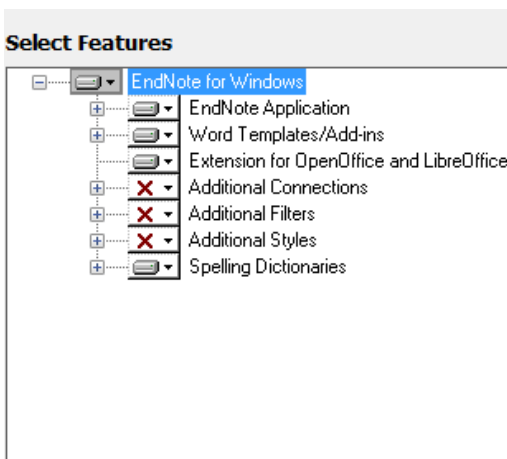 Select Features
EndNote for Windows
EndNote Application
Word Templates/Add-ins
Extension for OpenOffice and LibreOffice
Additional Connections
Additional Filters
Additional Styles
Spelling Dictionaries